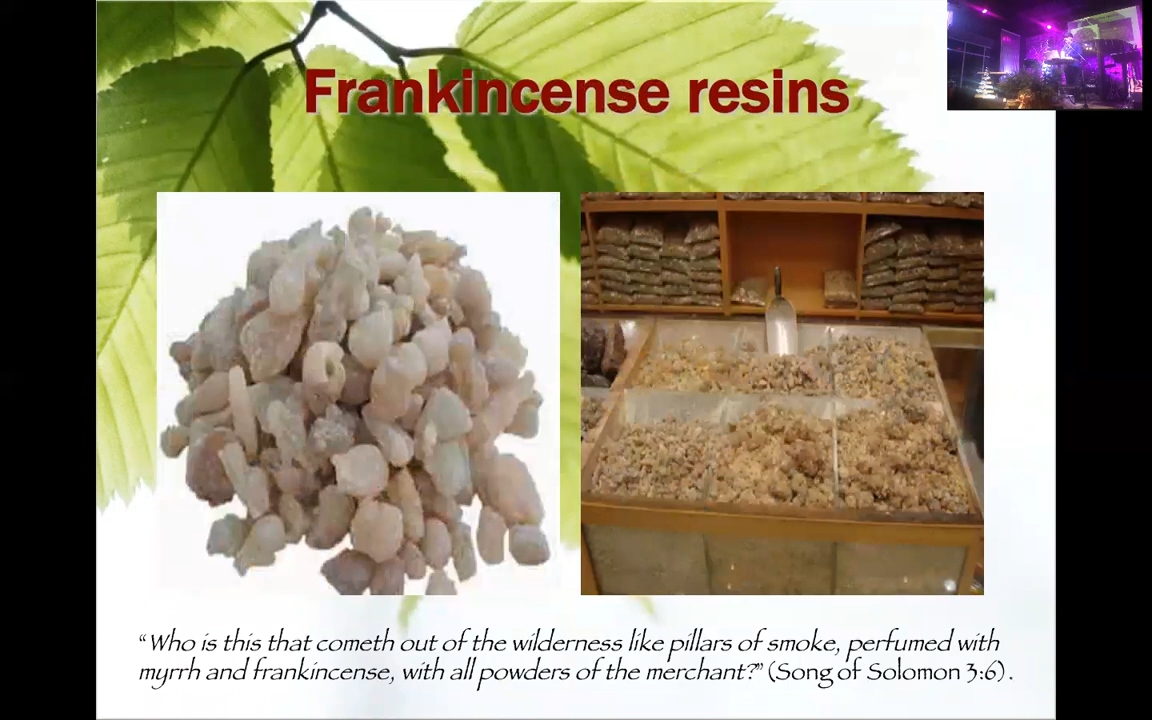 Frankincense resins
“Who is this that cometh out of the wilderness like pillars of smoke, perfumed with
myrrh and frankincense, with all powders of the merchant?” (Song of Solomon 3:6).